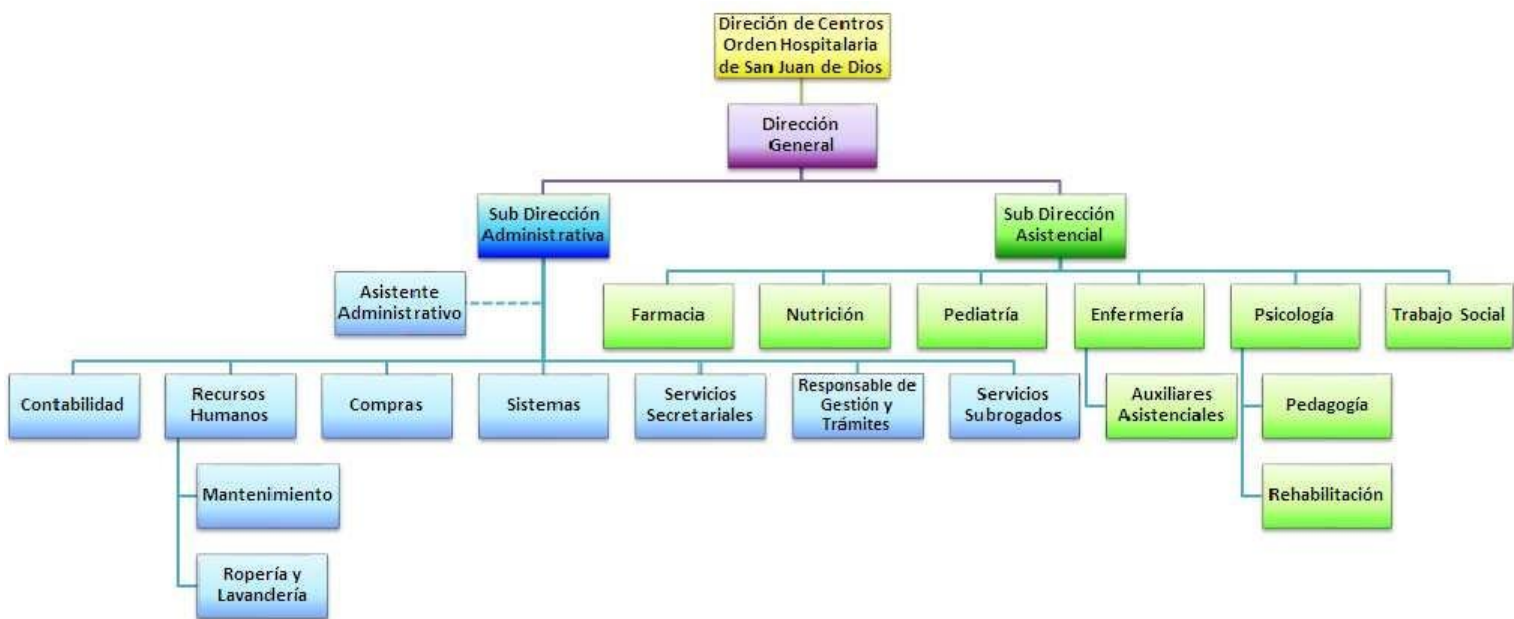 Direción de Centros
Orden Hospitalaria
de San Juan de Dios
Dirección
General
Sub Dirección
Administrativa
Sub Dirección
Asistencial
Asistente
Administrativo
Farmacia
Nutrición
Pediatría
Enfermería
Psicología
Trabajo Social
Contabilidad
Recursos
Humanos
Compras
Sistemas
Servicios
Secretariales
Responsable de
Gestión y
Trámites
Servicios
Subrogados
Auxiliares
Asistenciales
Pedagogía
Mantenimiento
Rehabilitación
Ropería y
Lavandería